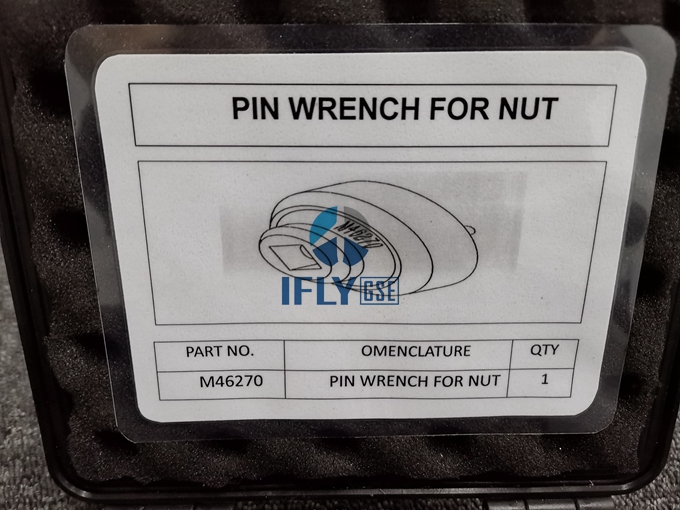 PIN WRENCH FOR NUT
IFLY GSE
PART NO. OMENCLATURE QTY
M46270 PIN WRENCH FOR NUT 1